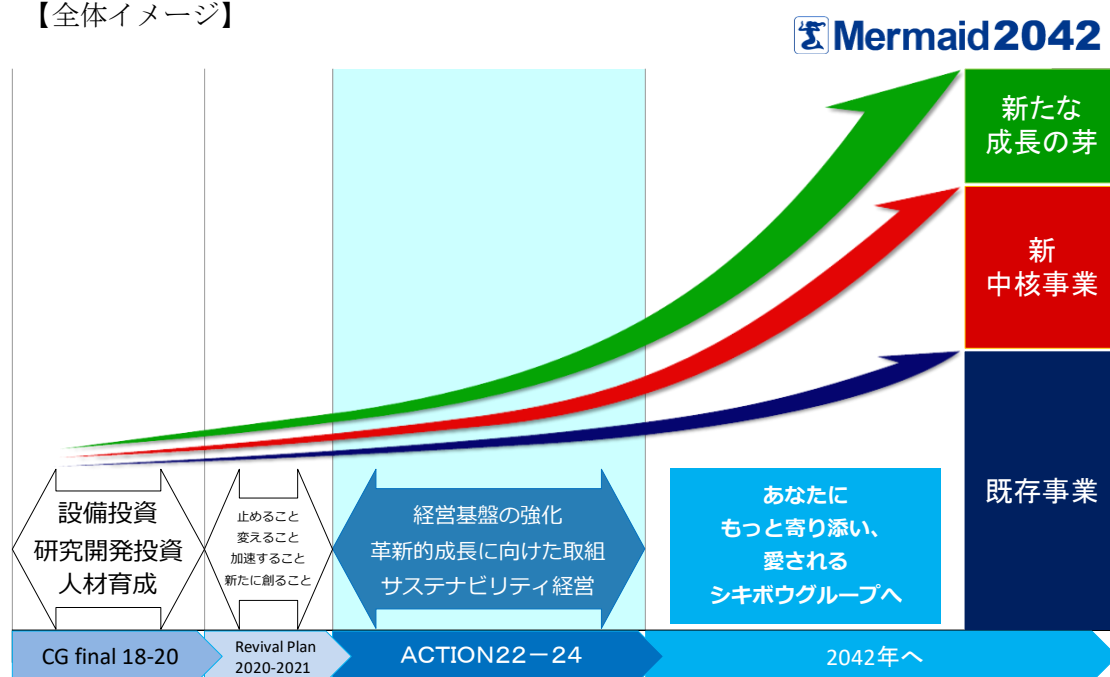 【全体イメージ】
Mermaid2042
新たな
成長の芽
新
中核事業
既存事業
設備投資
研究開発投資
人材育成
止めること
変えること
加速すること
新たに創ること
経営基盤の強化
革新的成長に向けた取組
サステナビリティ経営
あなたに
もっと寄り添い、
愛される
シキボウグループへ
CG final 18-20
Revival Plan
2020-2021
ACTION22－24
2042年へ